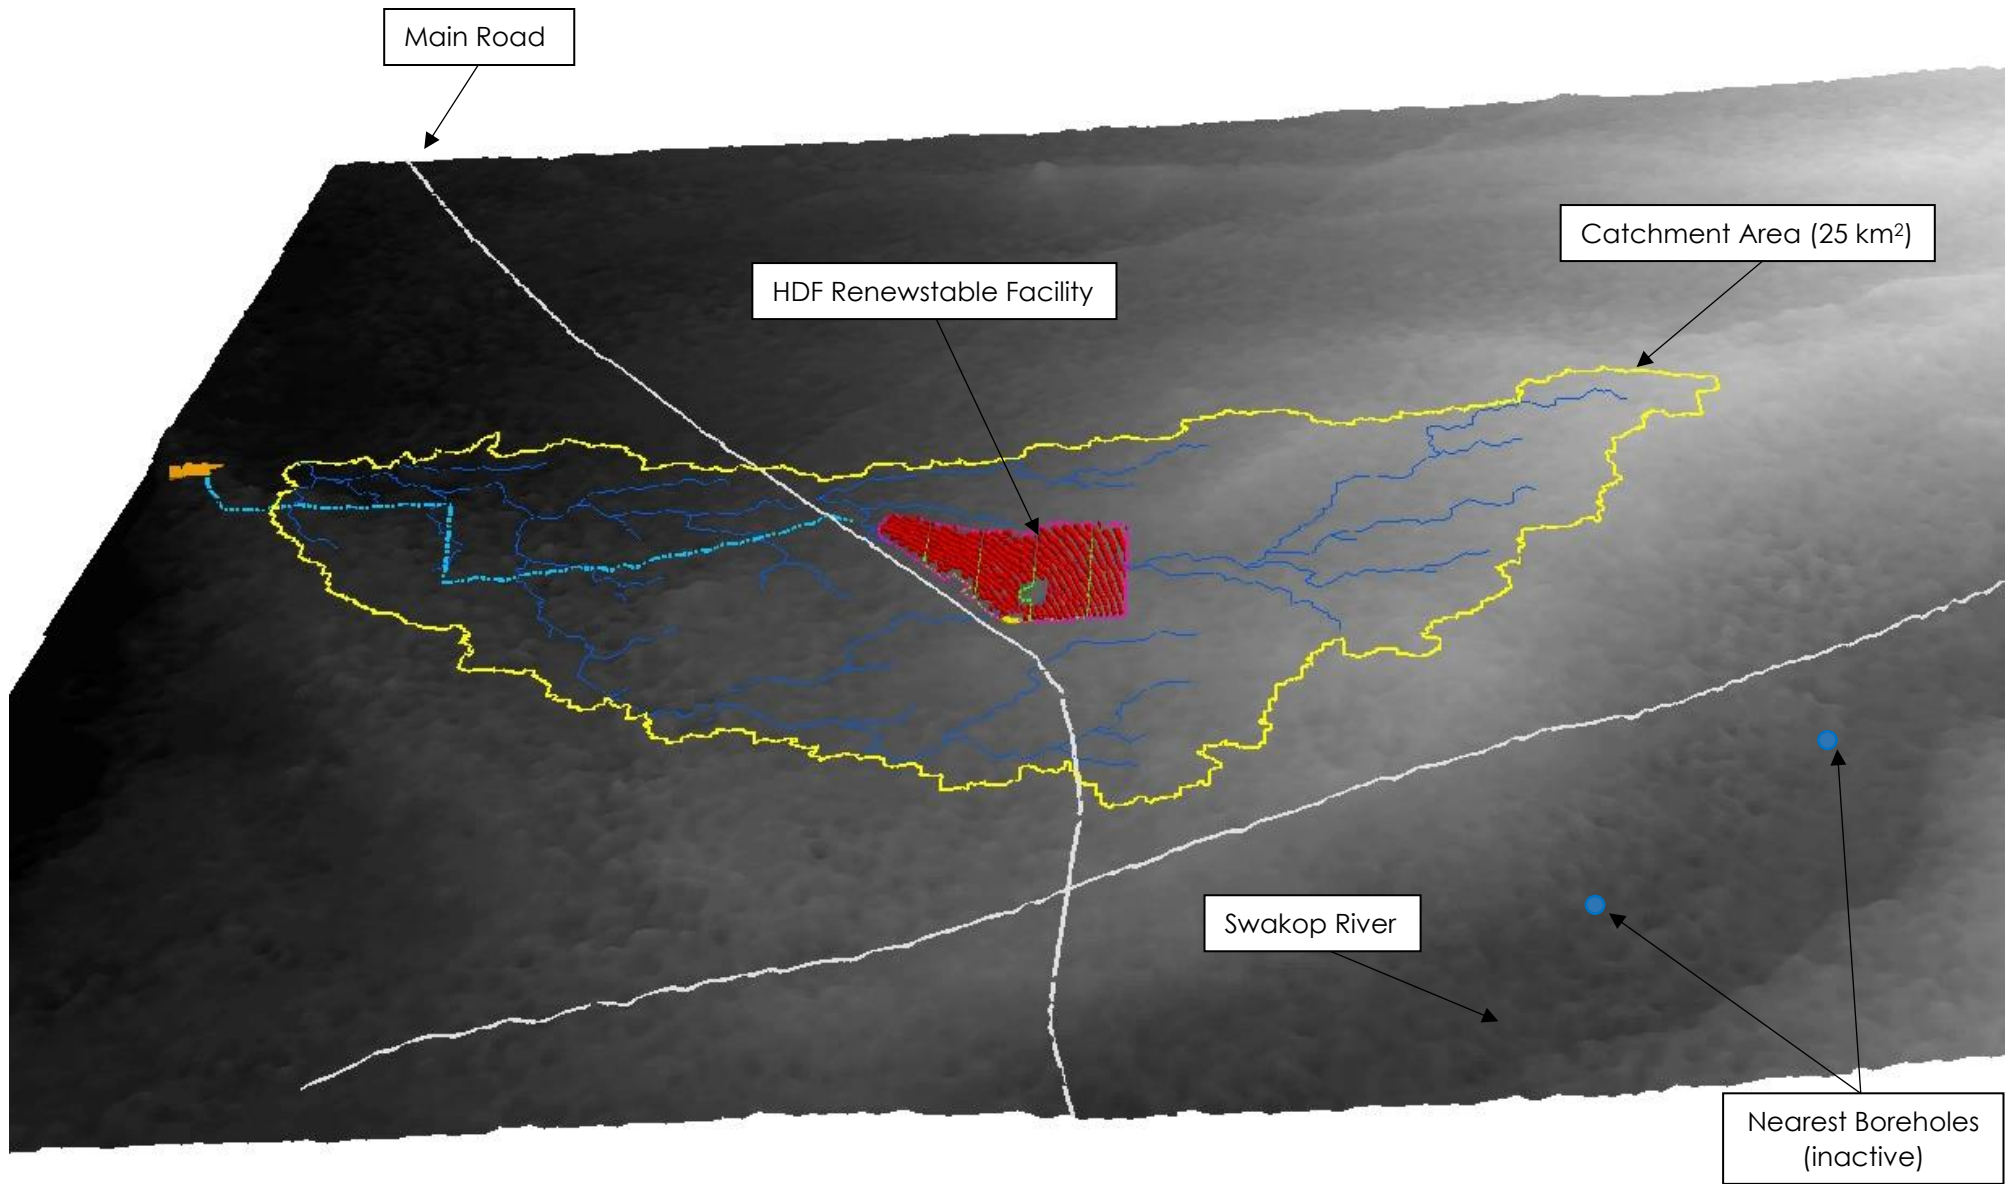 Main Road
Catchment Area (25 km²)
HDF Renewstable Facility
Swakop River
Nearest Boreholes
(inactive)